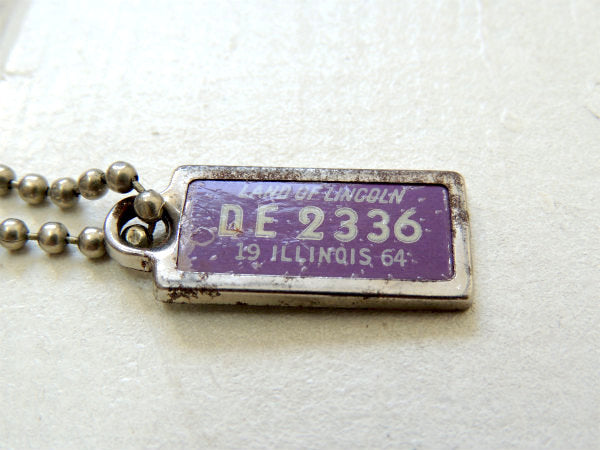 LAND OF LINCOLN
DE 2336
19 ILLINOIS 64